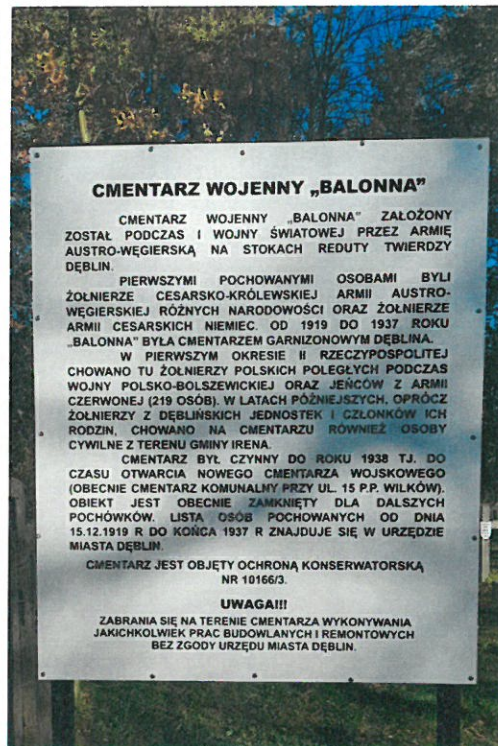 CMENTARZ WOJENNY „BALONNA”
CMENTARZ WOJENNY „BALONNA” ZAŁOŻONY
ZOSTAŁ PODCZAS I WOJNY ŚWIATOWEJ PRZEZ ARMIĘ
AUSTRO-WĘGIERSKĄ NA STOKACH REDUTY TWIERDZY
DĘBLIN.
PIERWSZYMI POCHOWANYMI OSOBAMI BYLI
ŻOŁNIERZE CESARSKO-KRÓLEWSKIEJ ARMII AUSTRO-
WĘGIERSKIEJ RÓŻNYCH NARODOWOŚCI ORAZ ŻOŁNIERZE
ARMII CESARSKICH NIEMIEC. OD 1919 DO 1937 ROKU
„BALONNA” BYŁA CMENTARZEM GARNIZONOWYM DĘBLINA.
W PIERWSZYM OKRESIE II RZECZYPOSPOLITEJ
CHOWANO TU ŻOŁNIERZY POLSKICH POLEGŁYCH PODCZAS
WOJNY POLSKO-BOLSZEWICKIEJ ORAZ JEŃCÓW Z ARMII
CZERWONEJ (219 OSÓB). W LATACH PÓŹNIEJSZYCH, OPRÓCZ
ŻOŁNIERZY Z DĘBLIŃSKICH JEDNOSTEK I CZŁONKÓW ICH
RODZIN, CHOWANO NA CMENTARZU RÓWNIEŻ OSOBY
CYWILNE Z TERENU GMINY IRENA.
CMENTARZ BYŁ CZYNNY DO ROKU 1938 TJ. DO
CZASU OTWARCIA NOWEGO CMENTARZA WOJSKOWEGO
(OBECNIE CMENTARZ KOMUNALNY PRZY UL. 15 P.P. WILKÓW).
OBIEKT JEST OBECNIE ZAMKNIĘTY DLA DALSZYCH
POCHÓWKÓW. LISTA OSÓB POCHOWANYCH OD DNIA
15.12.1919 R DO KOŃCA 1937 R ZNAJDUJE SIĘ W URZĘDZIE
MIASTA DĘBLIN.
CMENTARZ JEST OBJĘTY OCHRONĄ KONSERWATORSKĄ
NR 10166/3.
UWAGA!!!
ZABRANIA SIĘ NA TERENIE CMENTARZA WYKONYWANIA
JAKICHKOLWIEK PRAC BUDOWLANYCH I REMONTOWYCH
BEZ ZGODY URZĘDU MIASTA DĘBLIN.